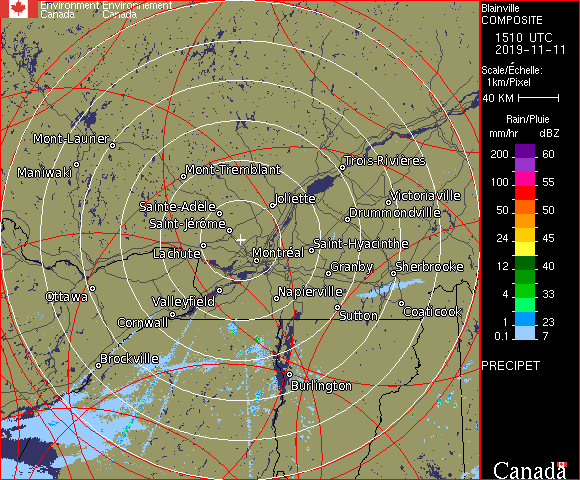 Environment Environnement
Canada Canada
Blainville
COMPOSITE
1510 UTC
2019-11-11
Scale/Échelle:
1km/Pixel
40 KM
Rain/Pluie
mm/hr dBZ
200 60
100 55
50 50
24 45
12 40
4 33
1 23
0.1 7
PRECIPET
Canada
Mont-Laurier
Maniwaki
Mont-Tremblant
Trois-Rivières
Joliette
Victoriaville
Sainte-Adèle
Drummondville
Saint-Jérôme
Saint-Hyacinthe
Lachute
Montréal
Granby
Sherbrooke
Ottawa
Valleyfield
Napierville
Cornwall
Sutton
Coaticook
Brockville
Burlington